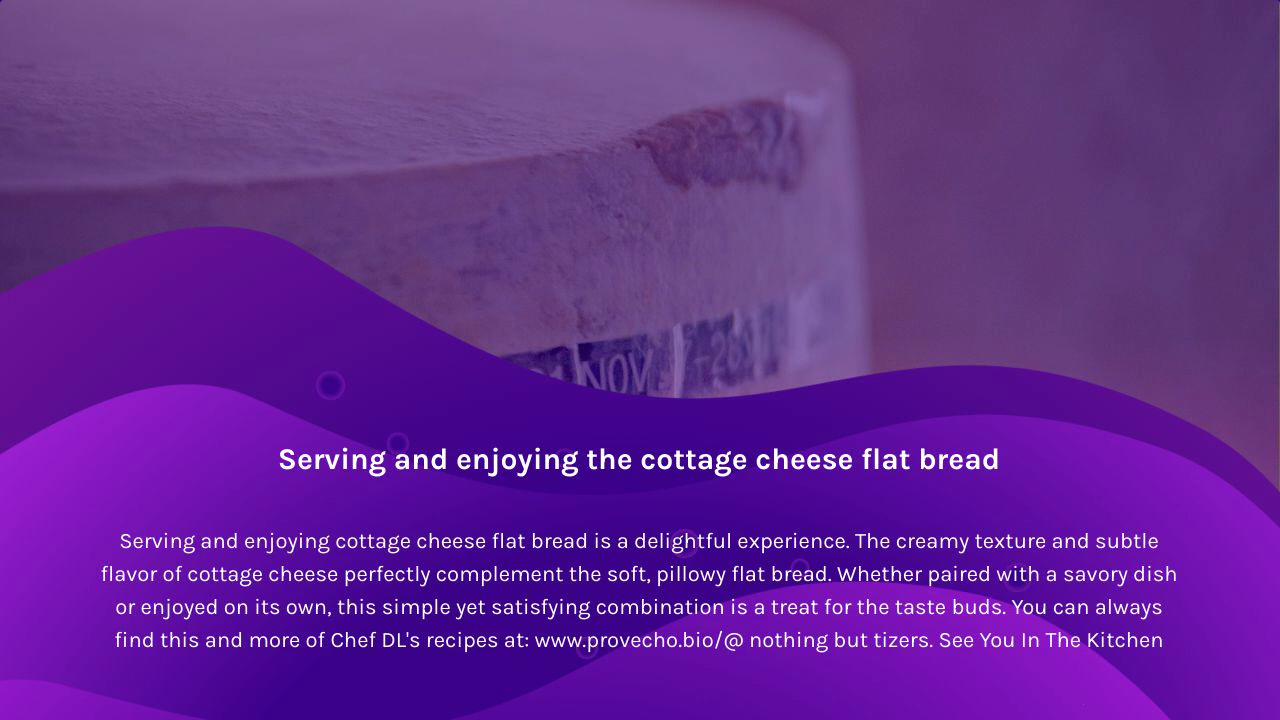 NOV
Serving and enjoying the cottage cheese flat bread
Serving and enjoying cottage cheese flat bread is a delightful experience. The creamy texture and subtle
flavor of cottage cheese perfectly complement the soft, pillowy flat bread. Whether paired with a savory dish
or enjoyed on its own, this simple yet satisfying combination is a treat for the taste buds. You can always
find this and more of Chef DL's recipes at: www.provecho.bio/@ nothing but tizers. See You In The Kitchen